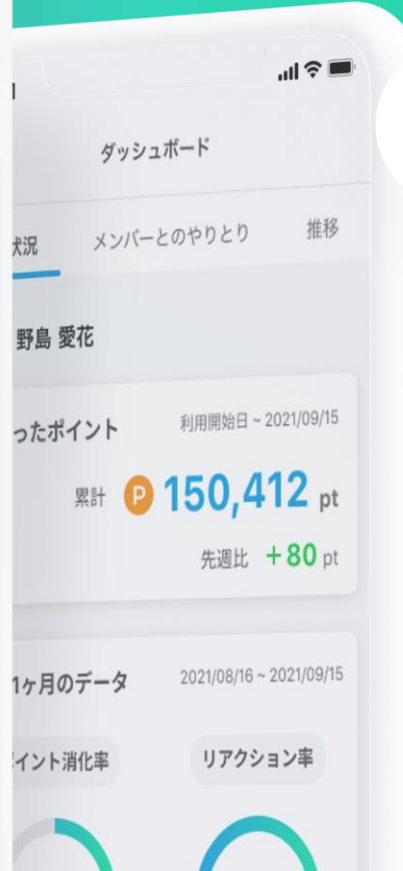 ダッシュボード
状況 メンバーとのやりとり 推移
野島 愛花
ったポイント 利用開始日 ~ 2021/09/15
累計 P 150,412 pt
先週比 +80 pt
1ヶ月のデータ 2021/08/16 ~ 2021/09/15
イント消化率 リアクション率